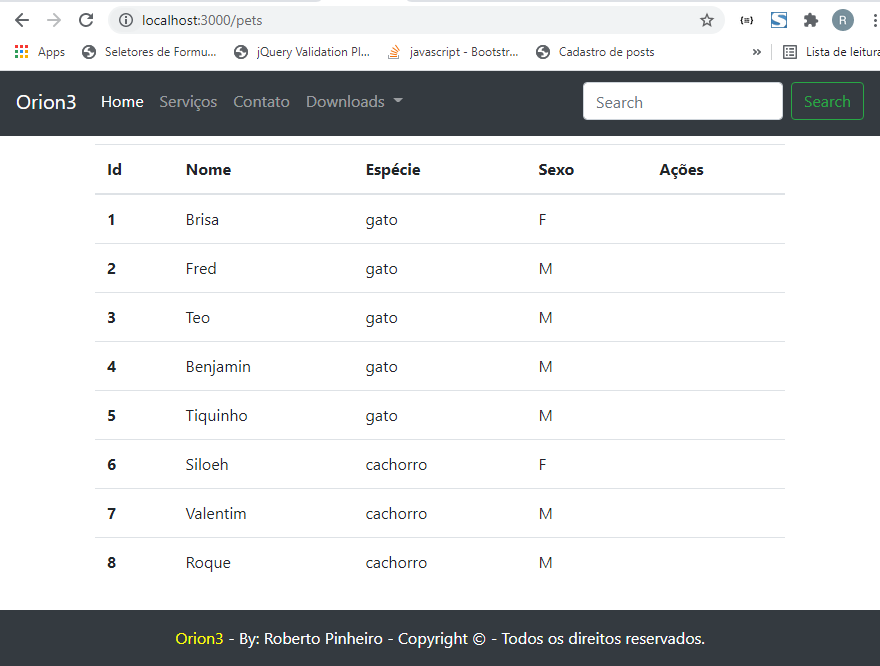 localhost:3000/pets
R
Apps Seletores de Formu... jQuery Validation Pl... javascript - Bootstr... Cadastro de posts » Lista de leitura
Orion3 Home Serviços Contato Downloads Search Search
Id Nome Espécie Sexo Ações
1 Brisa gato F
2 Fred gato M
3 Teo gato M
4 Benjamin gato M
5 Tiquinho gato M
6 Siloeh cachorro F
7 Valentim cachorro M
8 Roque cachorro M
Orion3 - By: Roberto Pinheiro - Copyright © - Todos os direitos reservados.